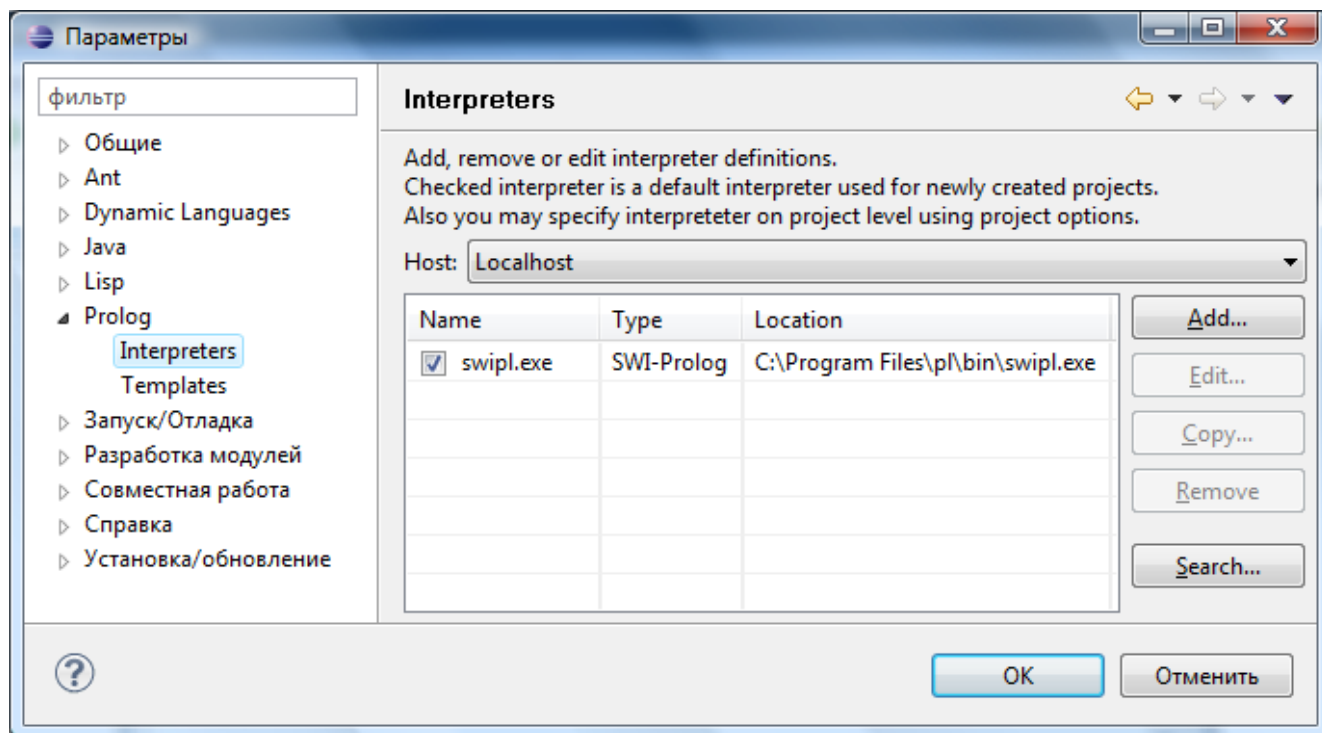 Параметры
фильтр
Общие
Ant
Dynamic Languages
Java
Lisp
Prolog
Interpreters
Templates
Запуск/Отладка
Разработка модулей
Совместная работа
Справка
Установка/обновление
Interpreters
Add, remove or edit interpreter definitions.
Checked interpreter is a default interpreter used for newly created projects.
Also you may specify interpreteter on project level using project options.
Host: Localhost
Name Type Location
swipl.exe SWI-Prolog C:\Program Files\pl\bin\swipl.exe
Add...
Edit...
Copy...
Remove
Search...
?
OK Отменить